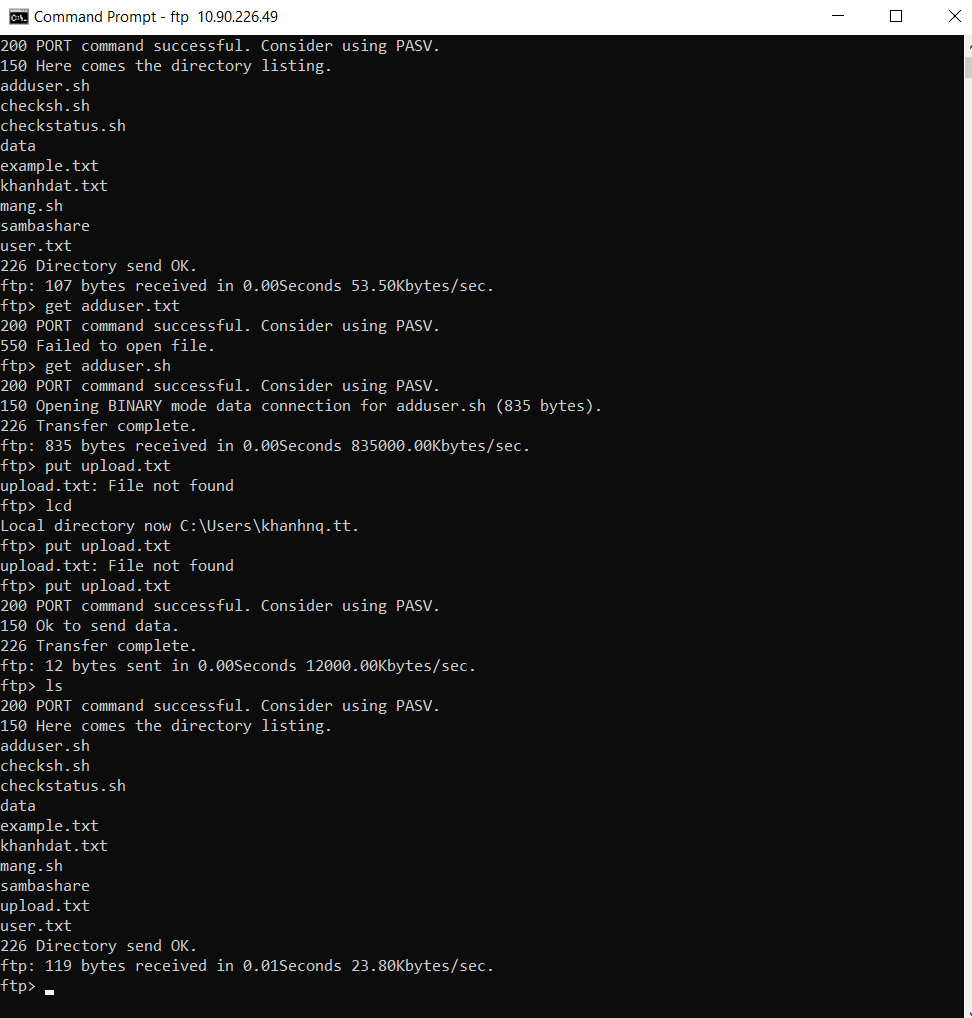 Command Prompt - ftp 10.90.226.49
200 PORT command successful. Consider using PASV.
150 Here comes the directory listing.
adduser.sh
checksh.sh
checkstatus.sh
data
example.txt
khanhdat.txt
mang.sh
sambashare
user.txt
226 Directory send OK.
ftp: 107 bytes received in 0.00Seconds 53.50Kbytes/sec.
ftp> get adduser.txt
200 PORT command successful. Consider using PASV.
550 Failed to open file.
ftp> get adduser.sh
200 PORT command successful. Consider using PASV.
150 Opening BINARY mode data connection for adduser.sh (835 bytes).
226 Transfer complete.
ftp: 835 bytes received in 0.00Seconds 835000.00Kbytes/sec.
ftp> put upload.txt
upload.txt: File not found
ftp> lcd
Local directory now C:\Users\khanhnq.tt.
ftp> put upload.txt
upload.txt: File not found
ftp> put upload.txt
200 PORT command successful. Consider using PASV.
150 Ok to send data.
226 Transfer complete.
ftp: 12 bytes sent in 0.00Seconds 12000.00Kbytes/sec.
ftp> ls
200 PORT command successful. Consider using PASV.
150 Here comes the directory listing.
adduser.sh
checksh.sh
checkstatus.sh
data
example.txt
khanhdat.txt
mang.sh
sambashare
upload.txt
user.txt
226 Directory send OK.
ftp: 119 bytes received in 0.01Seconds 23.80Kbytes/sec.
ftp>